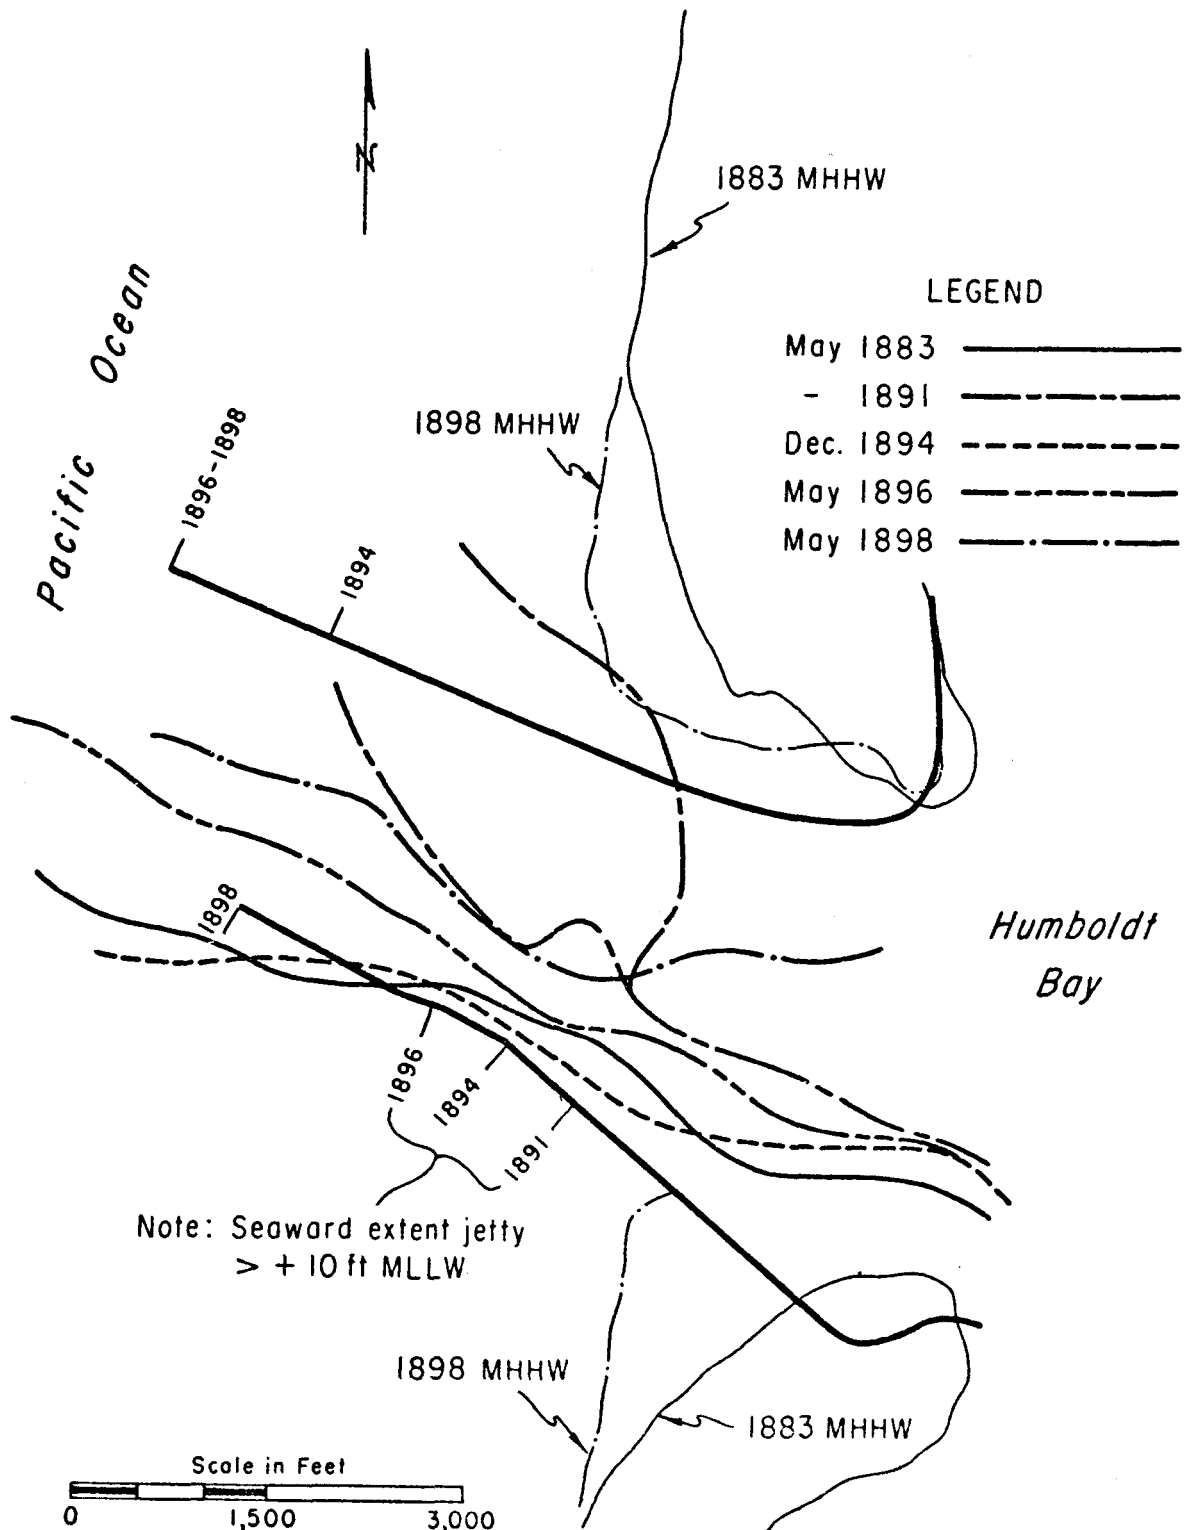 N
1883 MHHW
Pacific Ocean
LEGEND
May 1883
- 1891
Dec. 1894
May 1896
May 1898
1898 MHHW
1896-1898
1894
1898
Humboldt
Bay
1896
1894
1891
Note: Seaward extent jetty
> + 10 ft MLLW
1898 MHHW
1883 MHHW
Scale in Feet
0 1,500 3,000